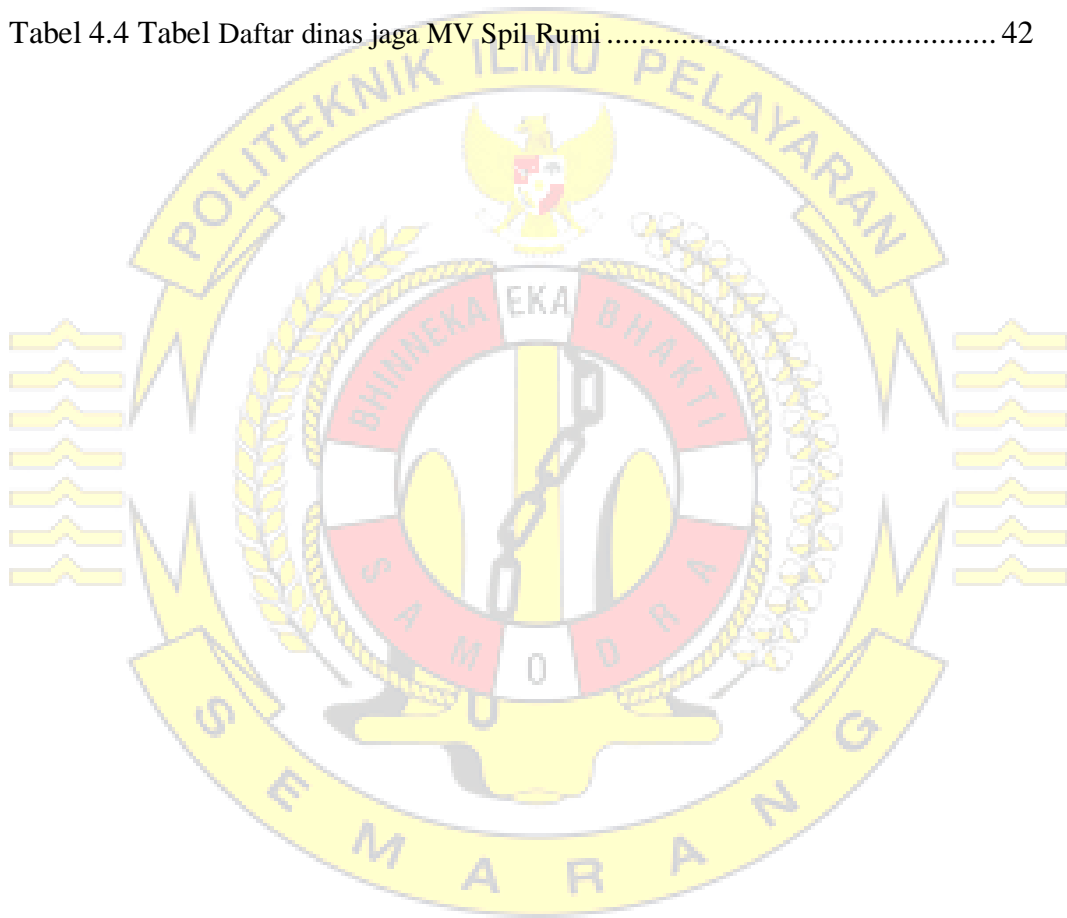 Tabel 4.4 Tabel Daftar dinas jaga MV Spil Rumi ............................................... 42
POLITEKNIK ILMU PELAYARAN
BHINNEKA EKA BHAKTI
SAMODRA
SEMARANG